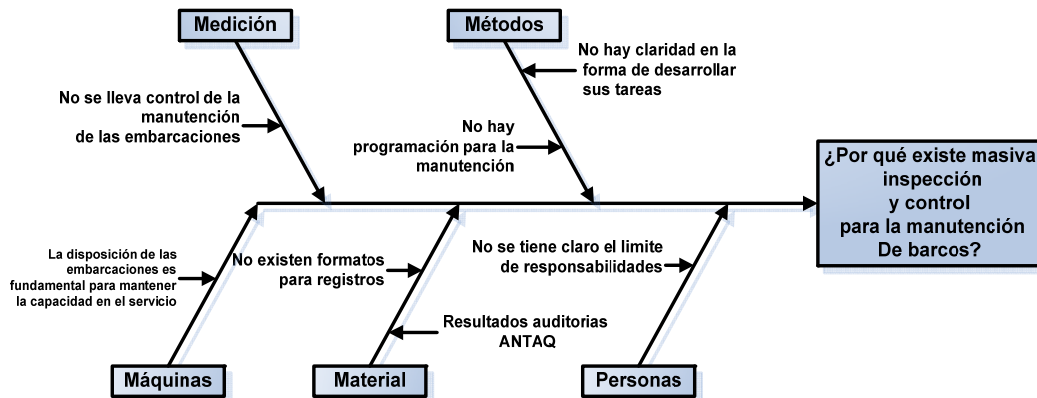 Medición
Métodos
No se lleva control de la
manutención
de las embarcaciones
No hay claridad en la
forma de desarrollar
sus tareas
No hay
programación para la
manutención
¿Por qué existe masiva
inspección
y control
para la manutención
De barcos?
La disposición de las
embarcaciones es
fundamental para mantener
la capacidad en el servicio
No existen formatos
para registros
Resultados auditorias
ANTAQ
No se tiene claro el limite
de responsabilidades
Máquinas
Material
Personas